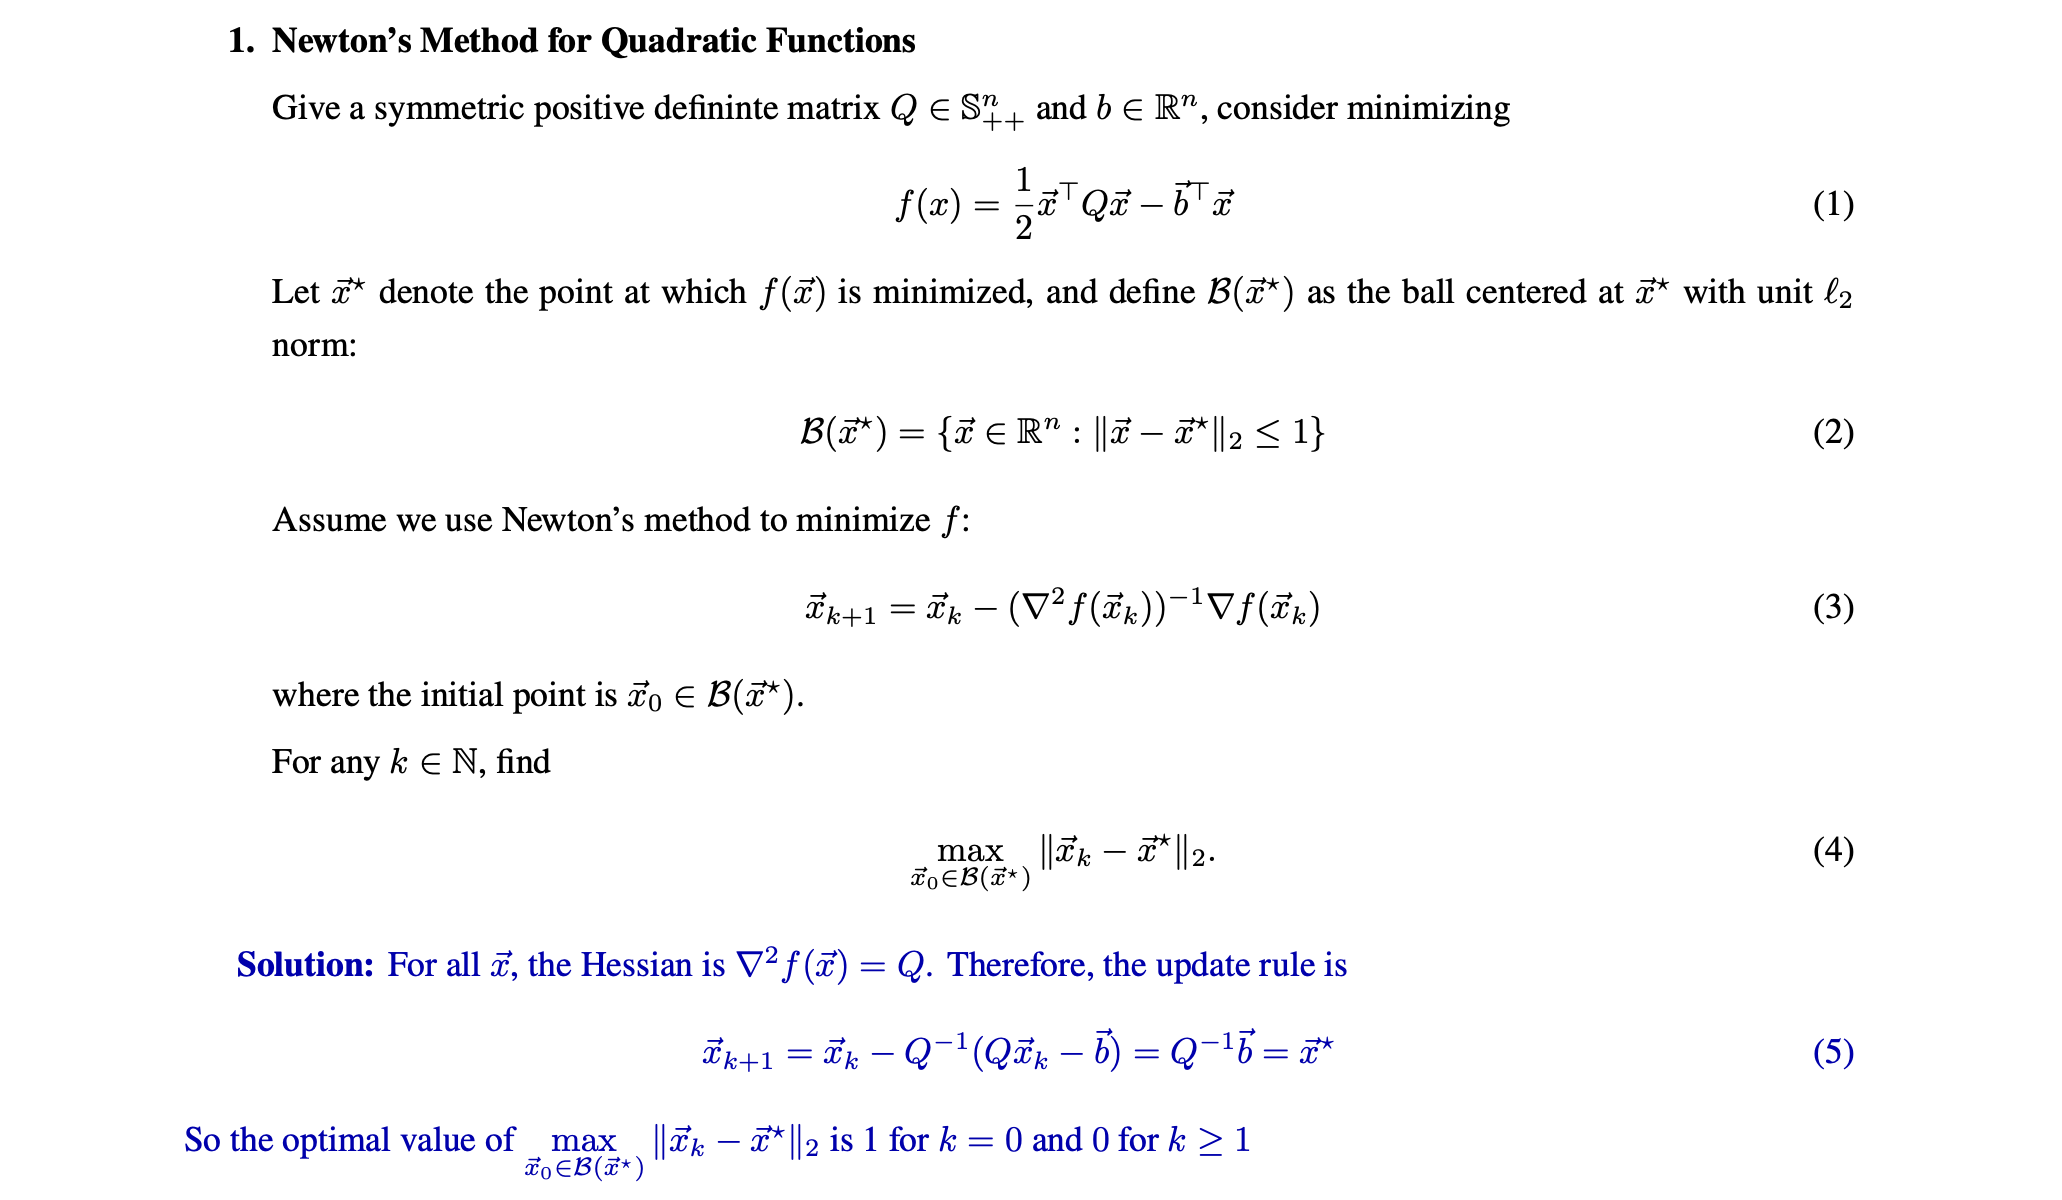 1. Newton's Method for Quadratic Functions
Give a symmetric positive defininte matrix $Q \in \mathbb{S}^n_{++}$ and $b \in \mathbb{R}^n$, consider minimizing
$f(x) = \frac{1}{2}\vec{x}^\top Q\vec{x} - \vec{b}^\top \vec{x}$ (1)
Let $\vec{x}^\star$ denote the point at which $f(\vec{x})$ is minimized, and define $\mathcal{B}(\vec{x}^\star)$ as the ball centered at $\vec{x}^\star$ with unit $\ell_2$
norm:
$\mathcal{B}(\vec{x}^\star) = \{\vec{x} \in \mathbb{R}^n : \|\vec{x} - \vec{x}^\star\|_2 \leq 1\}$ (2)
Assume we use Newton's method to minimize $f$:
$\vec{x}_{k+1} = \vec{x}_k - (\nabla^2 f(\vec{x}_k))^{-1} \nabla f(\vec{x}_k)$ (3)
where the initial point is $\vec{x}_0 \in \mathcal{B}(\vec{x}^\star)$.
For any $k \in \mathbb{N}$, find
$\max_{\vec{x}_0 \in \mathcal{B}(\vec{x}^\star)} \|\vec{x}_k - \vec{x}^\star\|_2.$ (4)
Solution: For all $\vec{x}$, the Hessian is $\nabla^2 f(\vec{x}) = Q$. Therefore, the update rule is
$\vec{x}_{k+1} = \vec{x}_k - Q^{-1}(Q\vec{x}_k - \vec{b}) = Q^{-1}\vec{b} = \vec{x}^\star$ (5)
So the optimal value of $\max_{\vec{x}_0 \in \mathcal{B}(\vec{x}^\star)} \|\vec{x}_k - \vec{x}^\star\|_2$ is 1 for $k = 0$ and 0 for $k \geq 1$